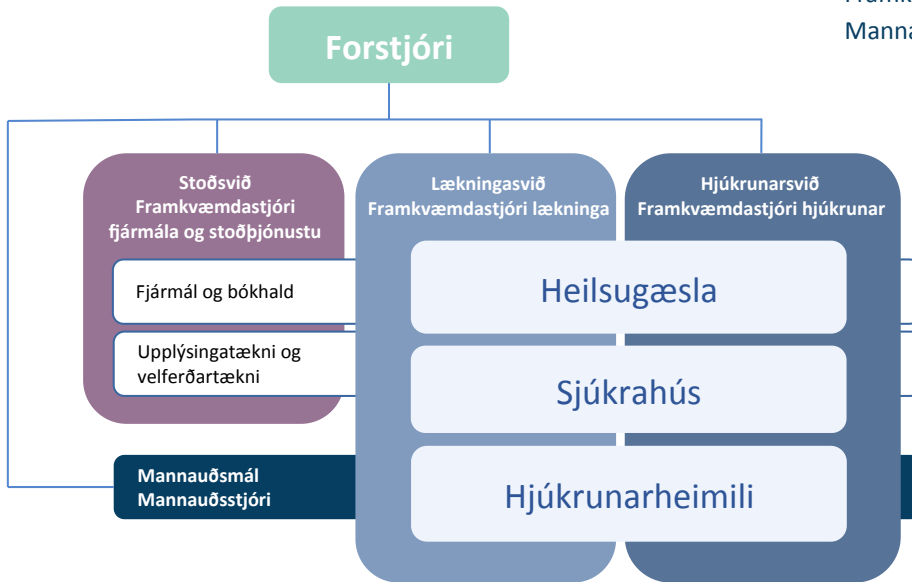 Manna
Forstjóri
Stoðsvið
Framkvæmdastjóri
fjármála og stoðþjónustu
Lækningasvið
Framkvæmdastjóri lækninga
Hjúkrunarsvið
Framkvæmdastjóri hjúkrunar
Fjármál og bókhald
Upplýsingatækni og
velferðartækni
Heilsugæsla
Sjúkrahús
Hjúkrunarheimili
Mannauðsmál
Mannauðsstjóri